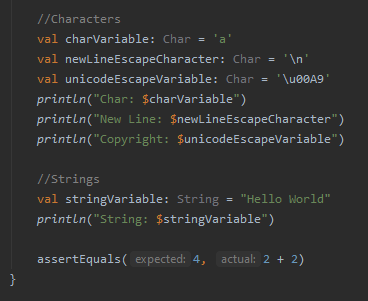 //Characters
val charVariable: Char = 'a'
val newLineEscapeCharacter: Char = '\n'
val unicodeEscapeVariable: Char = '\u00A9'
println("Char: $charVariable")
println("New Line: $newLineEscapeCharacter")
println("Copyright: $unicodeEscapeVariable")
//Strings
val stringVariable: String = "Hello World"
println("String: $stringVariable")
assertEquals( expected: 4, actual: 2 + 2)
}